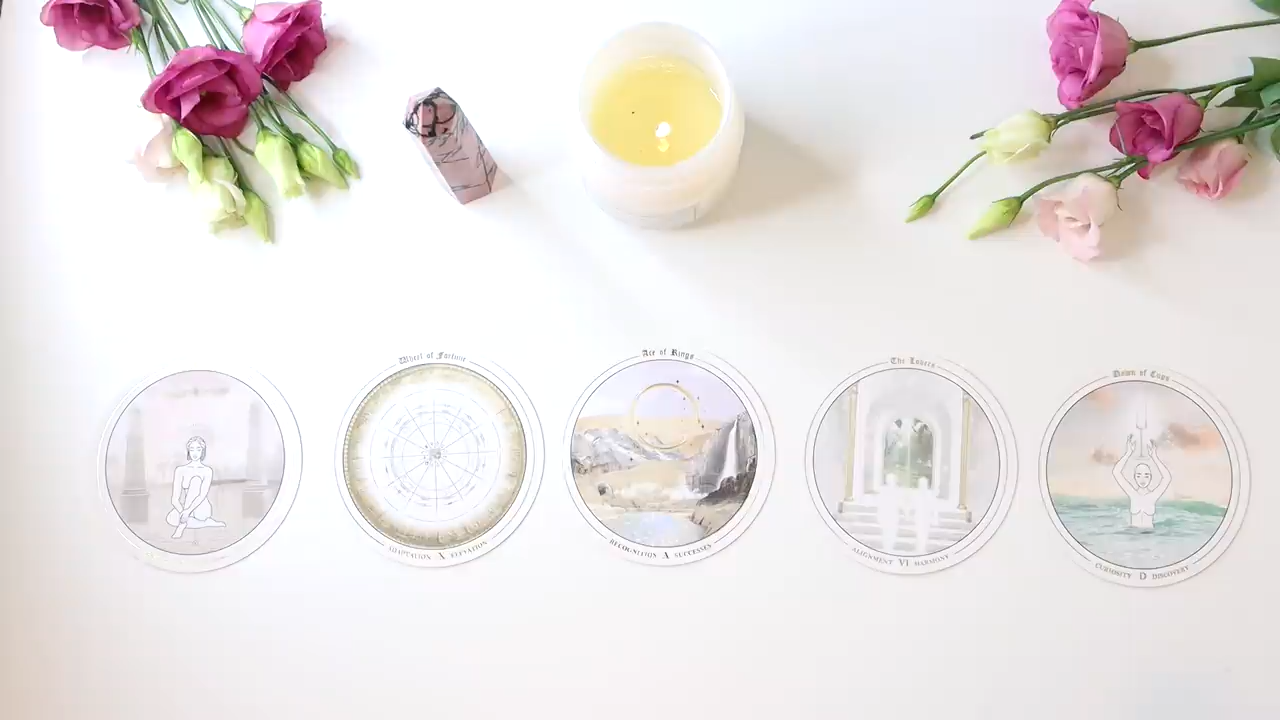 Wheel of Fortune
ADAPTATION X ELEVATION
Ace of Rings
RECOGNITION A SUCCESSES
The Lovers
ALIGNMENT VI HARMONY
Dawn of Cups
CURIOSITY D DISCOVERY